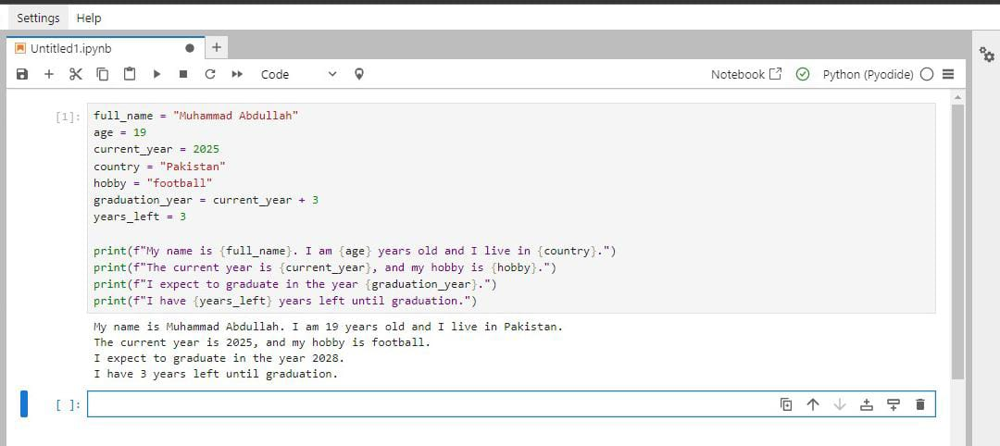 Settings Help
Untitled1.ipynb
Code Notebook Python (Pyodide)
[1]: full_name = "Muhammad Abdullah"
age = 19
current_year = 2025
country = "Pakistan"
hobby = "football"
graduation_year = current_year + 3
years_left = 3
print(f"My name is {full_name}. I am {age} years old and I live in {country}.")
print(f"The current year is {current_year}, and my hobby is {hobby}.")
print(f"I expect to graduate in the year {graduation_year}.")
print(f"I have {years_left} years left until graduation.")
My name is Muhammad Abdullah. I am 19 years old and I live in Pakistan.
The current year is 2025, and my hobby is football.
I expect to graduate in the year 2028.
I have 3 years left until graduation.
[ ]: